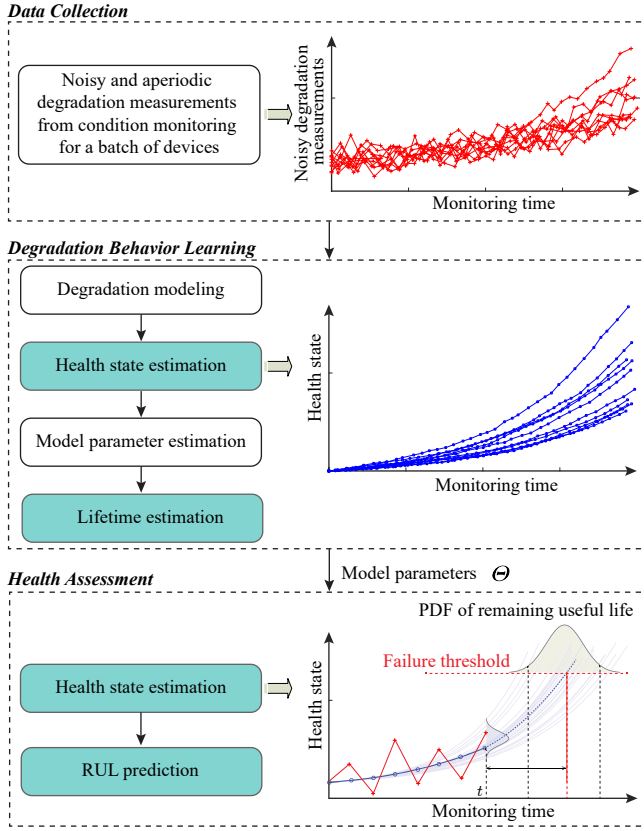 Data Collection
Noisy and aperiodic
degradation measurements
from condition monitoring
for a batch of devices
Noisy degradation
measurements
Monitoring time
Degradation Behavior Learning
Degradation modeling
Health state estimation
Model parameter estimation
Lifetime estimation
Health state
Monitoring time
Model parameters Θ
Health Assessment
Health state estimation
RUL prediction
PDF of remaining useful life
Failure threshold
Health state
t
Monitoring time